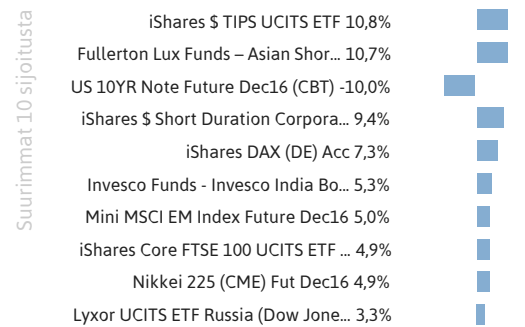 Suurimmat 10 sijoitusta
iShares $ TIPS UCITS ETF 10,8%
Fullerton Lux Funds – Asian Shor... 10,7%
US 10YR Note Future Dec16 (CBT) -10,0%
iShares $ Short Duration Corpora... 9,4%
iShares DAX (DE) Acc 7,3%
Invesco Funds - Invesco India Bo... 5,3%
Mini MSCI EM Index Future Dec16 5,0%
iShares Core FTSE 100 UCITS ETF ... 4,9%
Nikkei 225 (CME) Fut Dec16 4,9%
Lyxor UCITS ETF Russia (Dow Jone... 3,3%